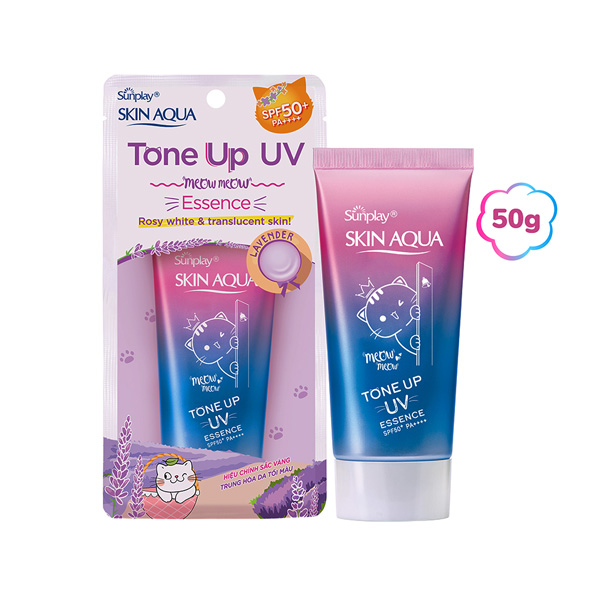 Sunplay®
SKIN AQUA
SPF50+
PA++++
Tone Up UV
meow meow
Essence
Rosy white & translucent skin!
LAVENDER
Sunplay®
SKIN AQUA
meow
meow
TONE UP
UV
ESSENCE
SPF50+ PA++++
HIỆU CHỈNH SẮC VÀNG
TRUNG HÒA DA TỐI MÀU
Sunplay®
SKIN AQUA
meow
meow
TONE UP
UV
ESSENCE
SPF50+ PA++++
50g